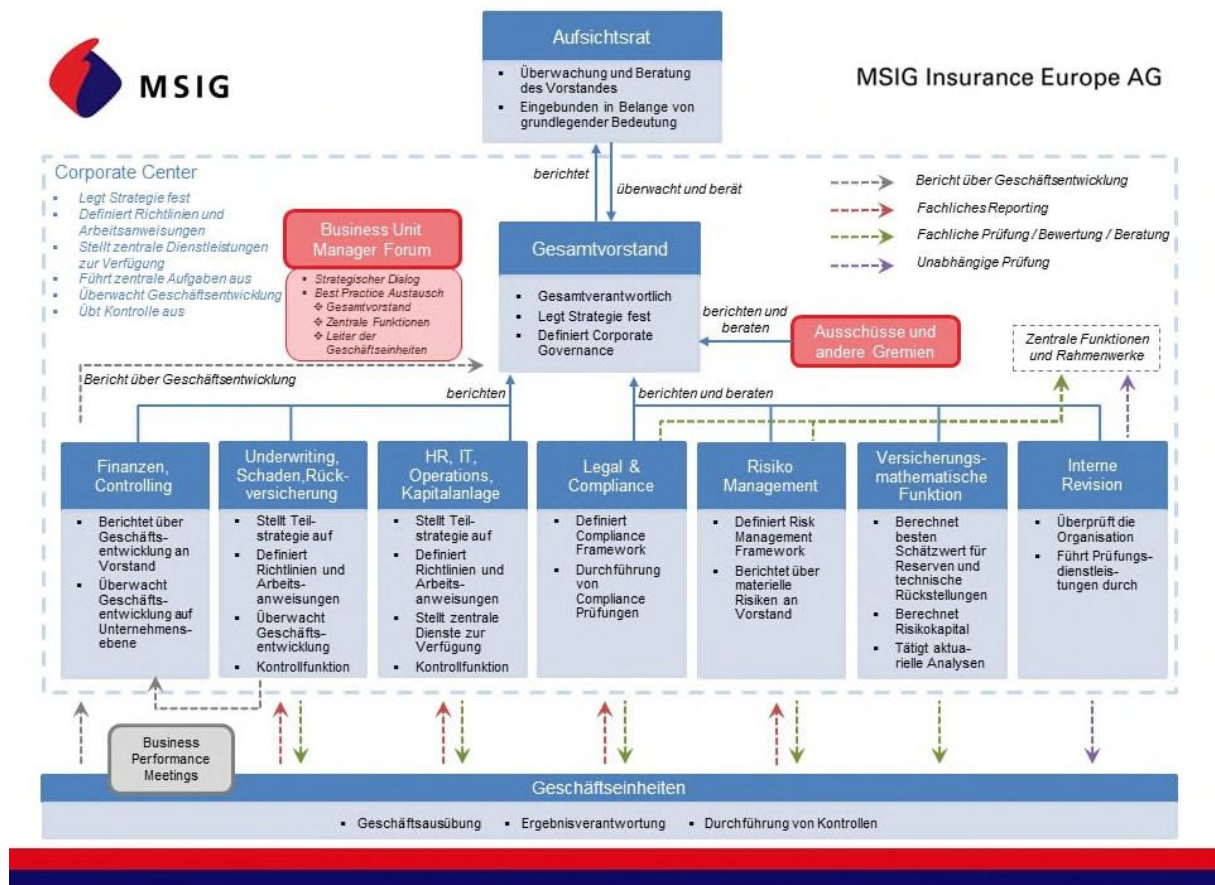 Aufsichtsrat
▪ Überwachung und Beratung
des Vorstandes
▪ Eingebunden in Belange von
grundlegender Bedeutung
MSIG
MSIG Insurance Europe AG
Corporate Center
▪ Legt Strategie fest
▪ Definiert Richtlinien und
Arbeitsanweisungen
▪ Stellt zentrale Dienstleistungen
zur Verfügung
▪ Führt zentrale Aufgaben aus
▪ Überwacht Geschäftsentwicklung
▪ Übt Kontrolle aus
berichtet
überwacht und berät
Bericht über Geschäftsentwicklung
Fachliches Reporting
Fachliche Prüfung / Bewertung / Beratung
Unabhängige Prüfung
Business Unit
Manager Forum
▪ Strategischer Dialog
▪ Best Practice Austausch
❖ Gesamtvorstand
❖ Zentrale Funktionen
❖ Leiter der
Geschäftseinheiten
Gesamtvorstand
▪ Gesamtverantwortlich
▪ Legt Strategie fest
▪ Definiert Corporate
Governance
berichten und
beraten
Ausschüsse und
andere Gremien
Zentrale Funktionen
und Rahmenwerke
Bericht über Geschäftsentwicklung
berichten
berichten und beraten
Finanzen,
Controlling
▪ Berichtet über
Geschäfts-
entwicklung an
Vorstand
▪ Überwacht
Geschäfts-
entwicklung auf
Unternehmens-
ebene
Underwriting,
Schaden,Rück-
versicherung
▪ Stellt Teil-
strategie auf
▪ Definiert
Richtlinien und
Arbeits-
anweisungen
▪ Überwacht
Geschäfts-
entwicklung
▪ Kontrollfunktion
HR, IT,
Operations,
Kapitalanlage
▪ Stellt Teil-
strategie auf
▪ Definiert
Richtlinien und
Arbeits-
anweisungen
▪ Stellt zentrale
Dienste zur
Verfügung
▪ Kontrollfunktion
Legal &
Compliance
▪ Definiert
Compliance
Framework
▪ Durchführung
von
Compliance
Prüfungen
Risiko
Management
▪ Definiert Risk
Management
Framework
▪ Berichtet über
materielle
Risiken an
Vorstand
Versicherungs-
mathematische
Funktion
▪ Berechnet
besten
Schätzwert für
Reserven und
technische
Rückstellungen
▪ Berechnet
Risikokapital
▪ Tätigt aktua-
rielle Analysen
Interne
Revision
▪ Überprüft die
Organisation
▪ Führt Prüfungs-
dienstleis-
tungen durch
Business
Performance
Meetings
Geschäftseinheiten
▪ Geschäftsausübung ▪ Ergebnisverantwortung ▪ Durchführung von Kontrollen